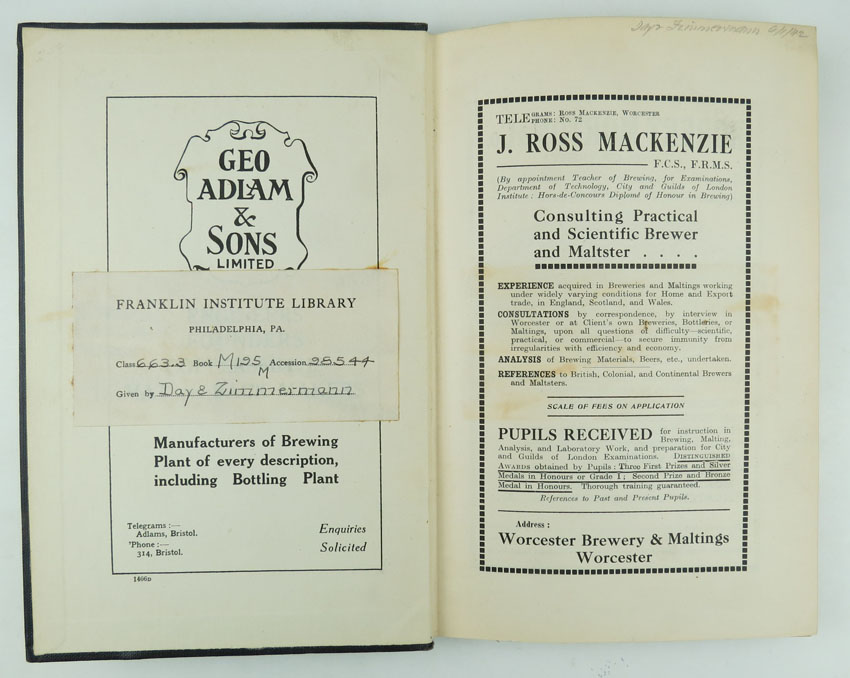 GEO
ADLAM
&
SONS
LIMITED
FRANKLIN INSTITUTE LIBRARY
PHILADELPHIA, PA.
Class 663.3 Book M195 Accession 28544
M
Given by Day & Zimmermann
Manufacturers of Brewing
Plant of every description,
including Bottling Plant
Telegrams :—
Adlams, Bristol.
'Phone :—
314, Bristol.
Enquiries
Solicited
1466D
TELEGRAMS: ROSS MACKENZIE, WORCESTER
TELEPHONE: No. 72
J. ROSS MACKENZIE
F.C.S., F.R.M.S.
(By appointment Teacher of Brewing, for Examinations,
Department of Technology, City and Guilds of London
Institute: Hors-de-Concours Diplomé of Honour in Brewing)
Consulting Practical
and Scientific Brewer
and Maltster . . . .
EXPERIENCE acquired in Breweries and Maltings working
under widely varying conditions for Home and Export
trade, in England, Scotland, and Wales.
CONSULTATIONS by correspondence, by interview in
Worcester or at Client's own Breweries, Bottleries, or
Maltings, upon all questions of difficulty—scientific,
practical, or commercial—to secure immunity from
irregularities with efficiency and economy.
ANALYSIS of Brewing Materials, Beers, etc., undertaken.
REFERENCES to British, Colonial, and Continental Brewers
and Maltsters.
SCALE OF FEES ON APPLICATION
PUPILS RECEIVED for instruction in
Brewing, Malting,
Analysis, and Laboratory Work, and preparation for City
and Guilds of London Examinations. DISTINGUISHED
AWARDS obtained by Pupils: Three First Prizes and Silver
Medals in Honours or Grade I; Second Prize and Bronze
Medal in Honours. Thorough training guaranteed.
References to Past and Present Pupils.
Address :
Worcester Brewery & Maltings
Worcester